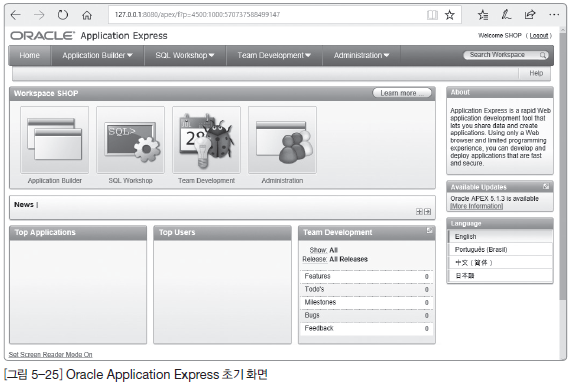 127.0.0.1:8080/apex/f?p=4500:1000:570737588499147
ORACLE Application Express
Welcome SHOP ( Logout )
Home Application Builder SQL Workshop Team Development Administration
Search Workspace
Help
Workspace SHOP
Learn more ...
SQL>
28
Application Builder SQL Workshop Team Development Administration
About
Application Express is a rapid Web
application development tool that
lets you share data and create
applications. Using only a Web
browser and limited programming
experience, you can develop and
deploy applications that are fast
and secure.
Available Updates
Oracle APEX 5.1.3 is available
[More Information]
News |
Top Applications
Top Users
Team Development
Show: All
Release: All Releases
Features 0
Todo's 0
Milestones 0
Bugs 0
Feedback 0
Language
English
Português (Brasil)
中文 (简体)
日本語
Set Screen Reader Mode On
[그림 5-25] Oracle Application Express 초기 화면